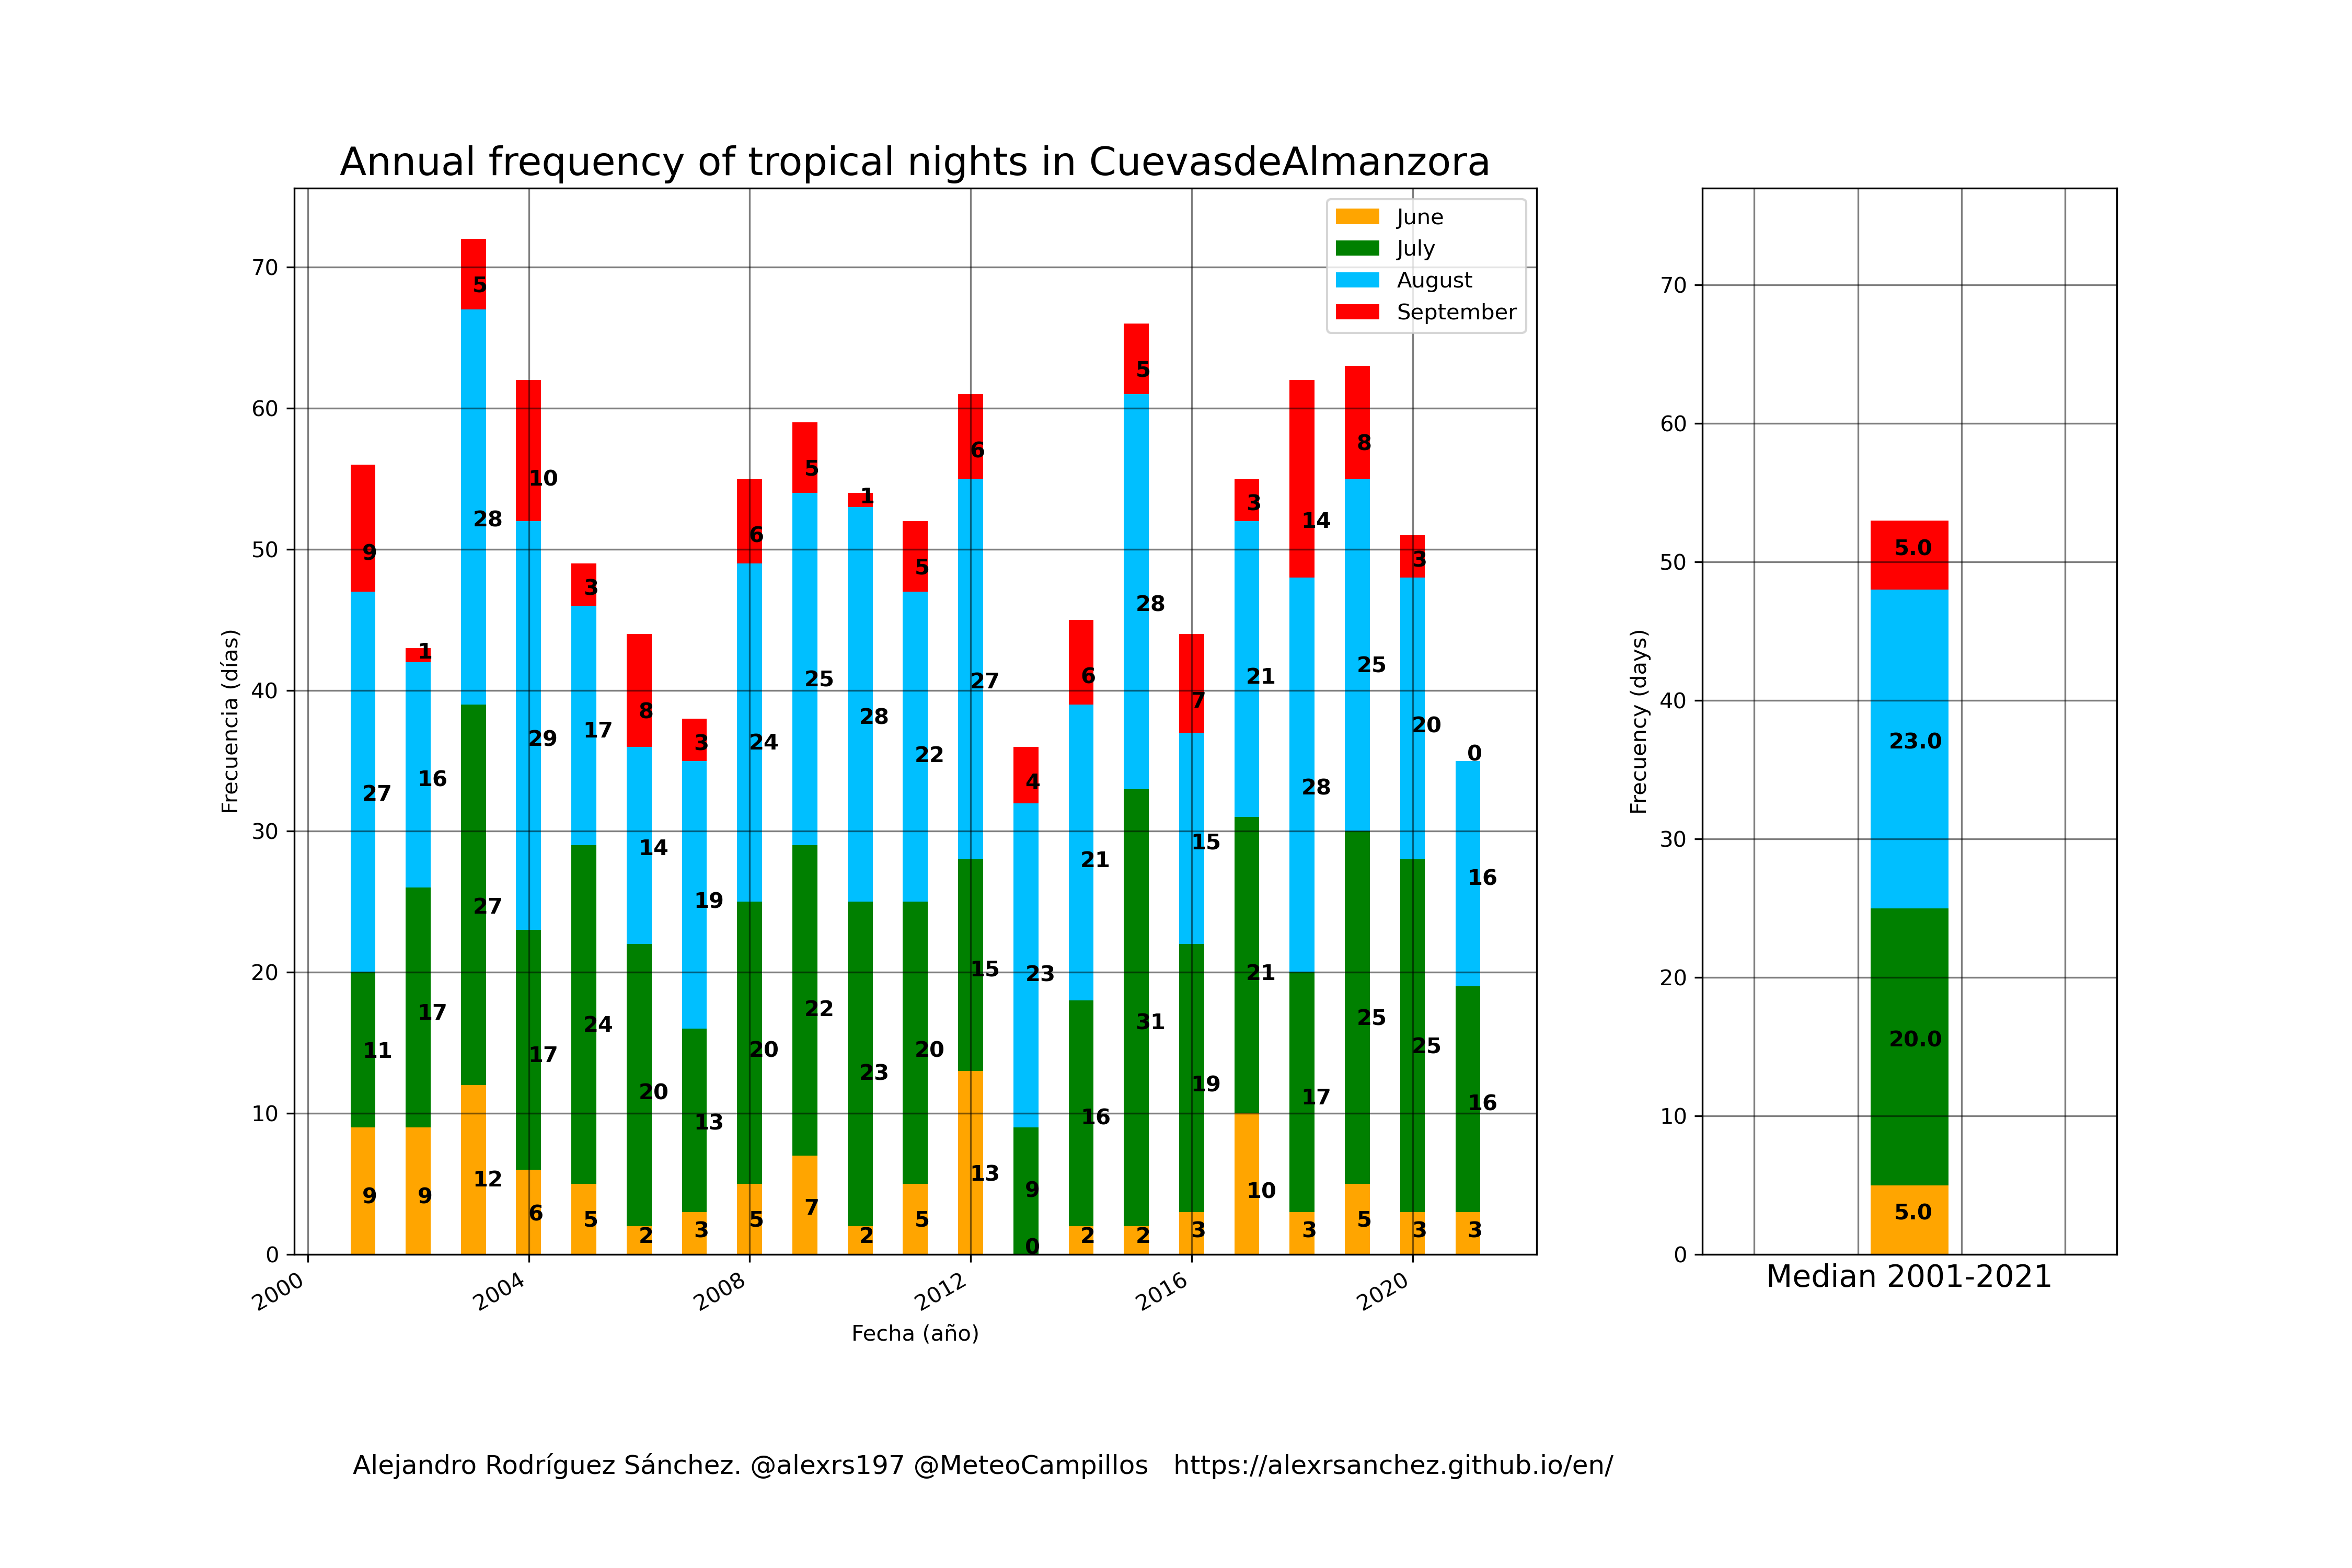 Annual frequency of tropical nights in CuevasdeAlmanzora
June
July
August
September
Frecuencia (días)
70
60
50
40
30
20
10
0
9 11 27 9
9 17 16 1
12 27 28 5
6 17 29 10
5 24 17 3
2 20 14 8
3 13 19 3
5 20 24 6
7 22 25 5
2 23 28 1
5 20 22 5
13 15 27 6
0 9 23 4
2 16 21 6
2 31 28 5
3 19 15 7
10 21 21 3
3 17 28 14
5 25 25 8
3 25 20 3
3 16 16 0
2000 2004 2008 2012 2016 2020
Fecha (año)
Frecuency (days)
70
60
50
40
30
20
10
0
5.0
23.0
20.0
5.0
Median 2001-2021
Alejandro Rodríguez Sánchez. @alexrs197 @MeteoCampillos https://alexrsanchez.github.io/en/